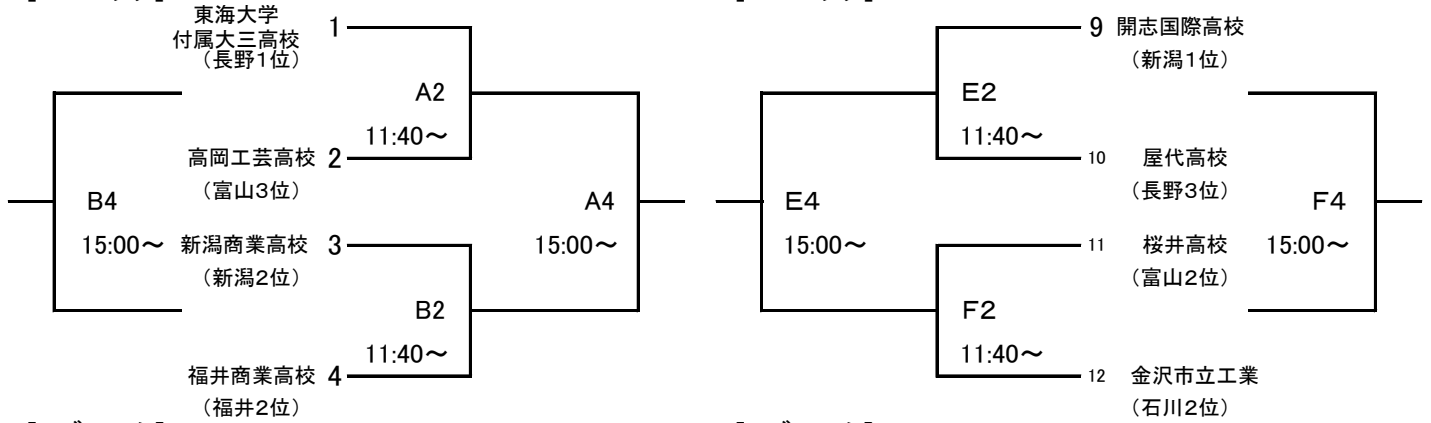 東海大学
付属大三高校
1
（長野1位）
A2
11:40～
高岡工芸高校 2
（富山3位）
B4
15:00～
A4
15:00～
新潟商業高校 3
（新潟2位）
B2
11:40～
福井商業高校 4
（福井2位）
9 開志国際高校
（新潟1位）
E2
11:40～
10 屋代高校
（長野3位）
E4
15:00～
F4
15:00～
11 桜井高校
（富山2位）
F2
11:40～
12 金沢市立工業
（石川2位）